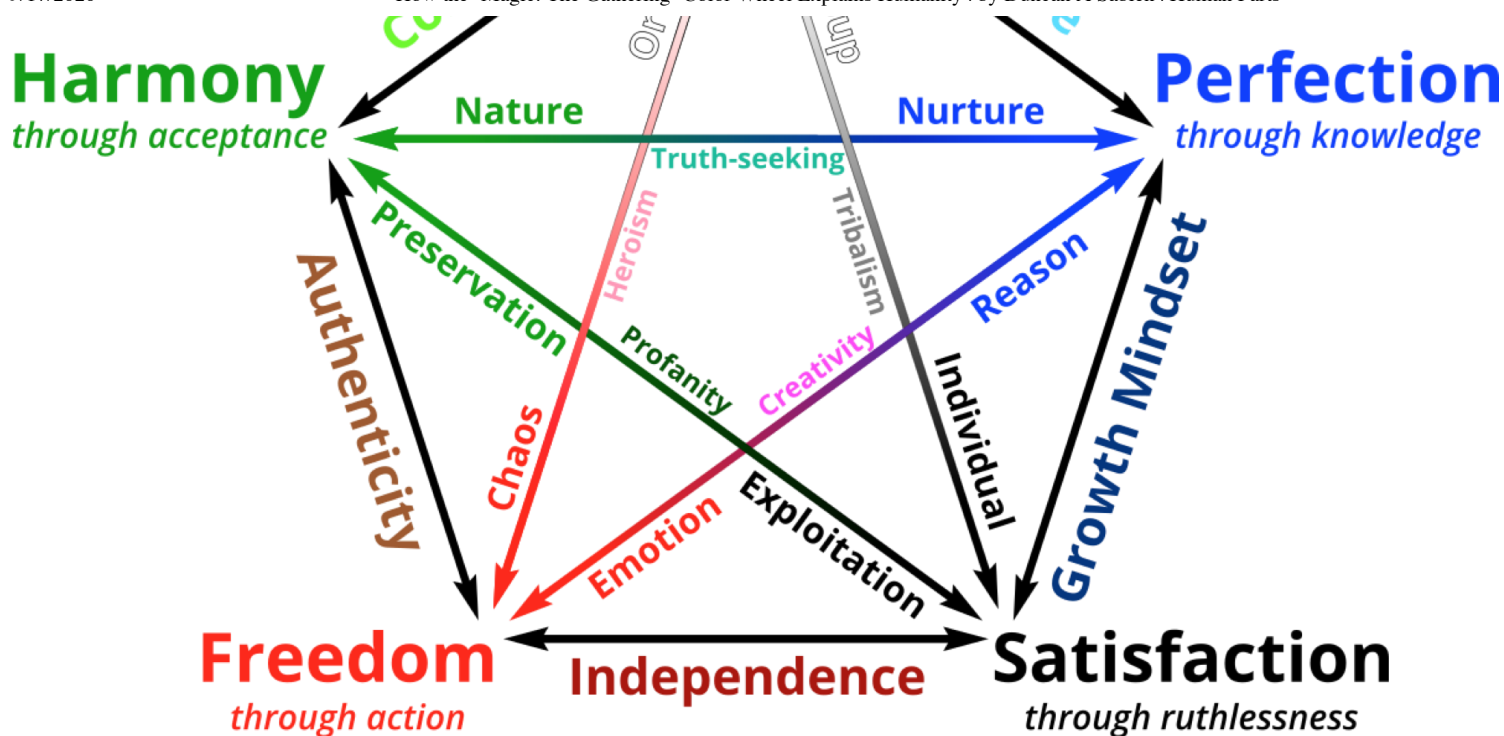 Harmony
through acceptance
Perfection
through knowledge
Nature
Nurture
Truth-seeking
Heroism
Tribalism
Preservation
Reason
Authenticity
Profanity
Creativity
Growth Mindset
Chaos
Individual
Emotion
Exploitation
Freedom
through action
Independence
Satisfaction
through ruthlessness